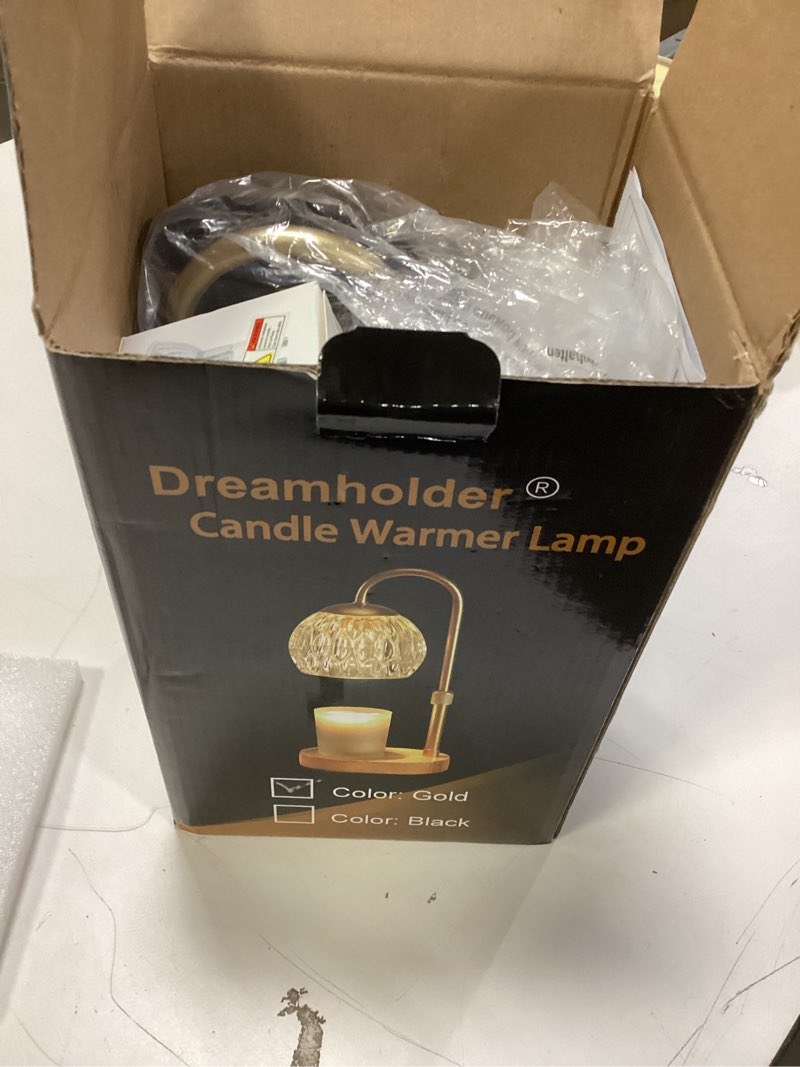 Dreamholder ®
Candle Warmer Lamp
Color: Gold
Color: Black